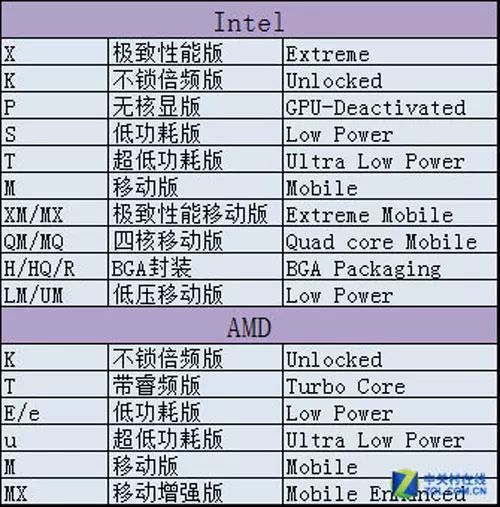 Intel
X 极致性能版 Extreme
K 不锁倍频版 Unlocked
P 无核显版 GPU-Deactivated
S 低功耗版 Low Power
T 超低功耗版 Ultra Low Power
M 移动版 Mobile
XM/MX 极致性能移动版 Extreme Mobile
QM/MQ 四核移动版 Quad core Mobile
H/HQ/R BGA封装 BGA Packaging
LM/UM 低压移动版 Low Power
AMD
K 不锁倍频版 Unlocked
T 带睿频版 Turbo Core
E/e 低功耗版 Low Power
u 超低功耗版 Ultra Low Power
M 移动版 Mobile
MX 移动增强版 Mobile Enhanced
中关村在线
ZOL.COM.CN